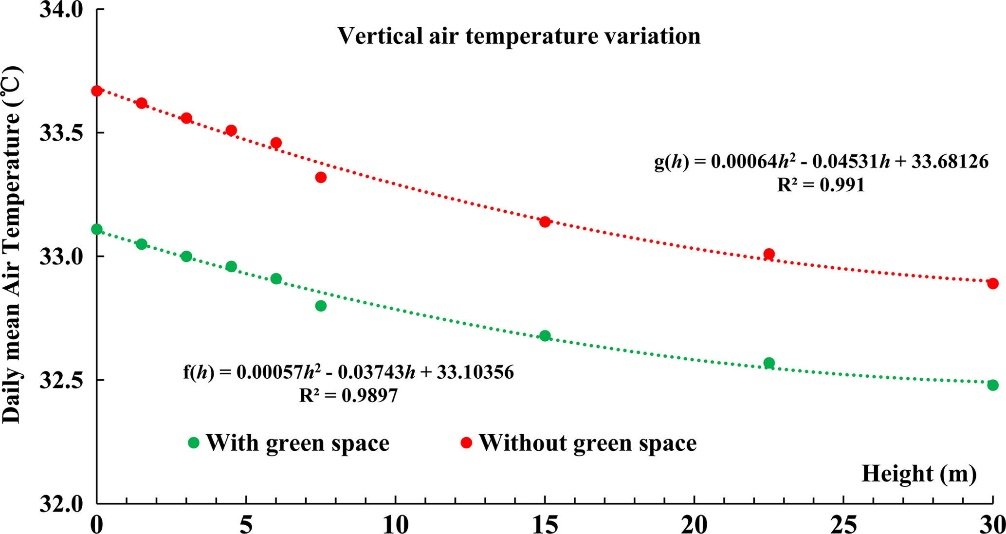 Vertical air temperature variation
Daily mean Air Temperature (℃)
34.0
33.5
33.0
32.5
32.0
g(h) = 0.00064h² - 0.04531h + 33.68126
R² = 0.991
f(h) = 0.00057h² - 0.03743h + 33.10356
R² = 0.9897
With green space
Without green space
Height (m)
0 5 10 15 20 25 30